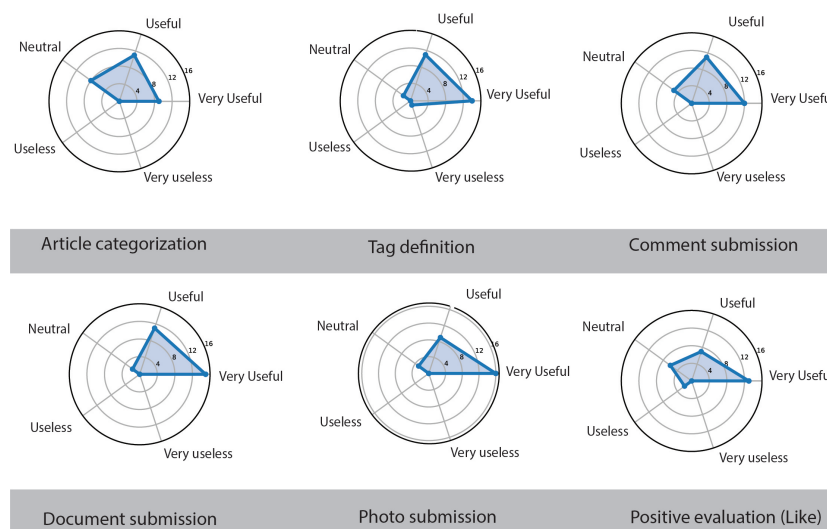 Useful
Neutral
16
12
8
4
Very Useful
Useless
Very useless
Useful
Neutral
16
12
8
4
Very Useful
Useless
Very useless
Useful
Neutral
16
12
8
4
Very Usefu
Useless
Very useless
Article categorization
Tag definition
Comment submission
Useful
Neutral
16
12
8
4
Very Useful
Useless
Very useless
Useful
Neutral
16
12
8
4
Very Useful
Useless
Very useless
Useful
Neutral
16
12
8
4
Very Usefu
Useless
Very useless
Document submission
Photo submission
Positive evaluation (Like)